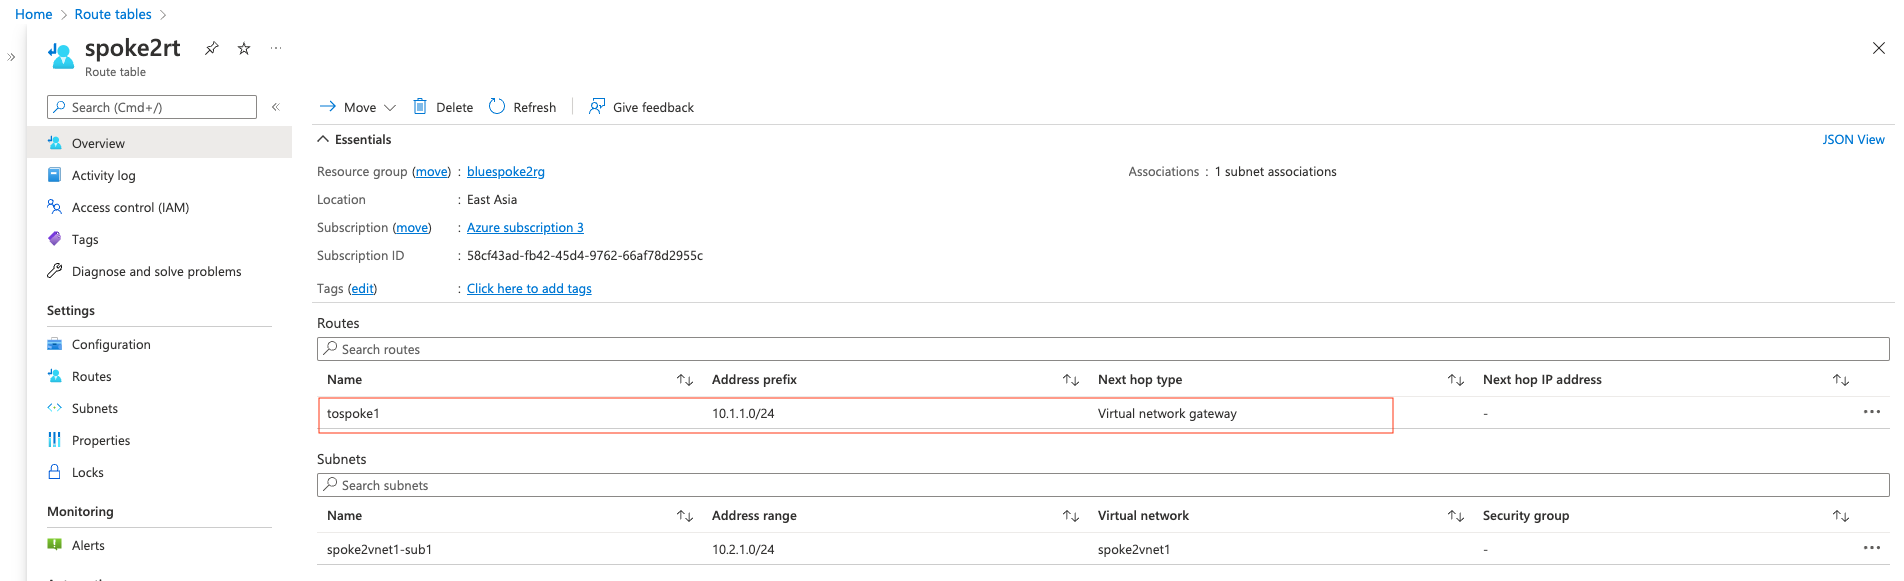 Home > Route tables >
spoke2rt
Route table
Search (Cmd+/)
Overview
Activity log
Access control (IAM)
Tags
Diagnose and solve problems
Settings
Configuration
Routes
Subnets
Properties
Locks
Monitoring
Alerts
Move Delete Refresh Give feedback
Essentials JSON View
Resource group (move) : bluespoke2rg Associations : 1 subnet associations
Location : East Asia
Subscription (move) : Azure subscription 3
Subscription ID : 58cf43ad-fb42-45d4-9762-66af78d2955c
Tags (edit) : Click here to add tags
Routes
Search routes
Name Address prefix Next hop type Next hop IP address
tospoke1 10.1.1.0/24 Virtual network gateway -
Subnets
Search subnets
Name Address range Virtual network Security group
spoke2vnet1-sub1 10.2.1.0/24 spoke2vnet1 -